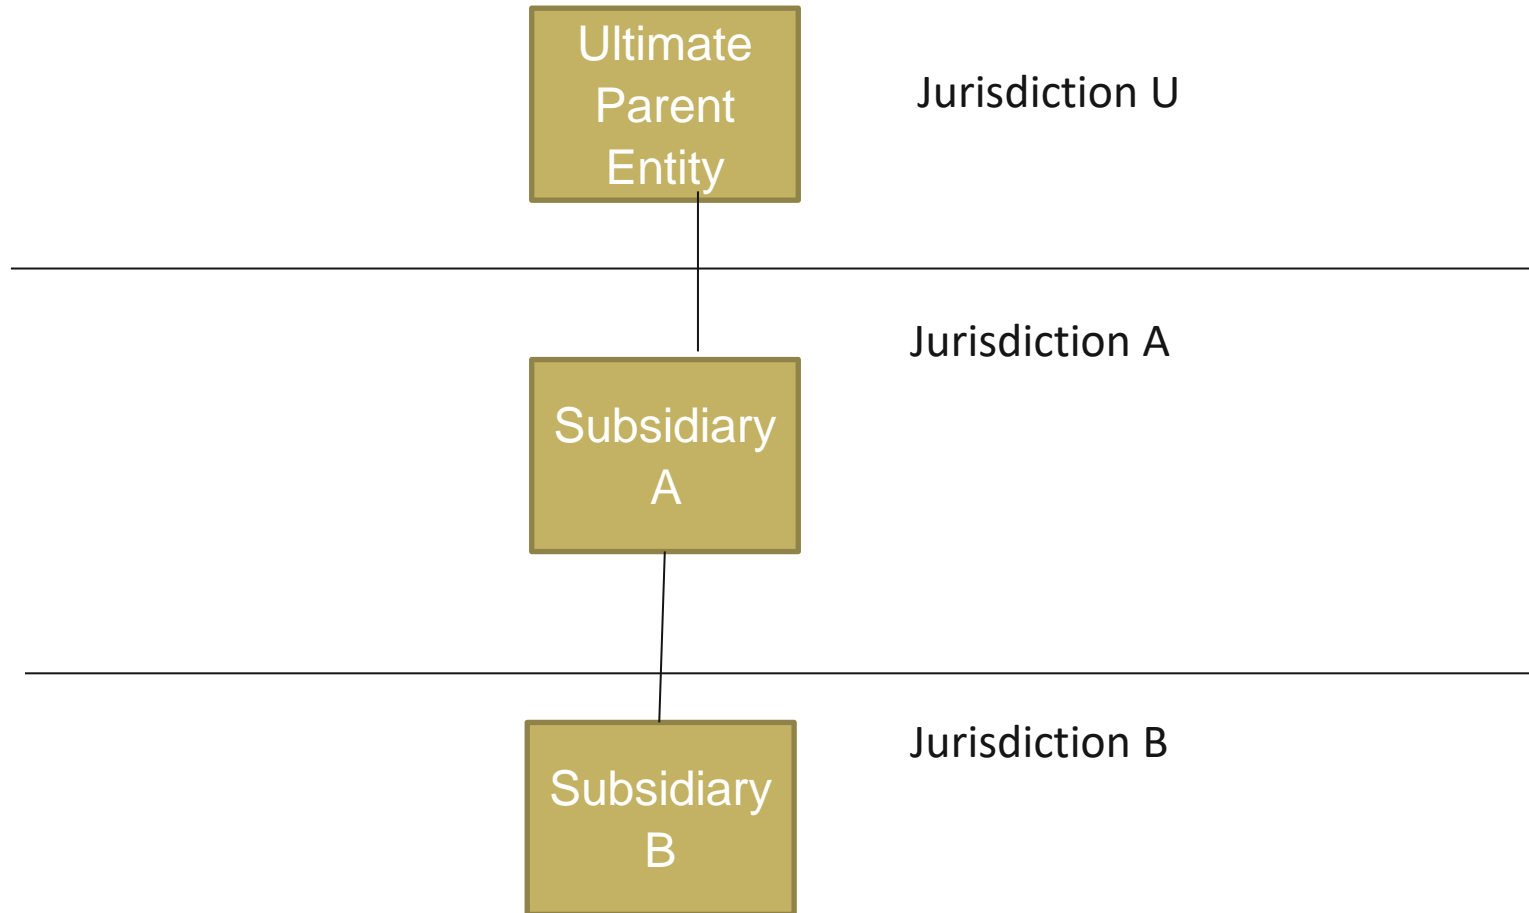 Ultimate
Parent
Entity
Jurisdiction U
Jurisdiction A
Subsidiary
A
Jurisdiction B
Subsidiary
B